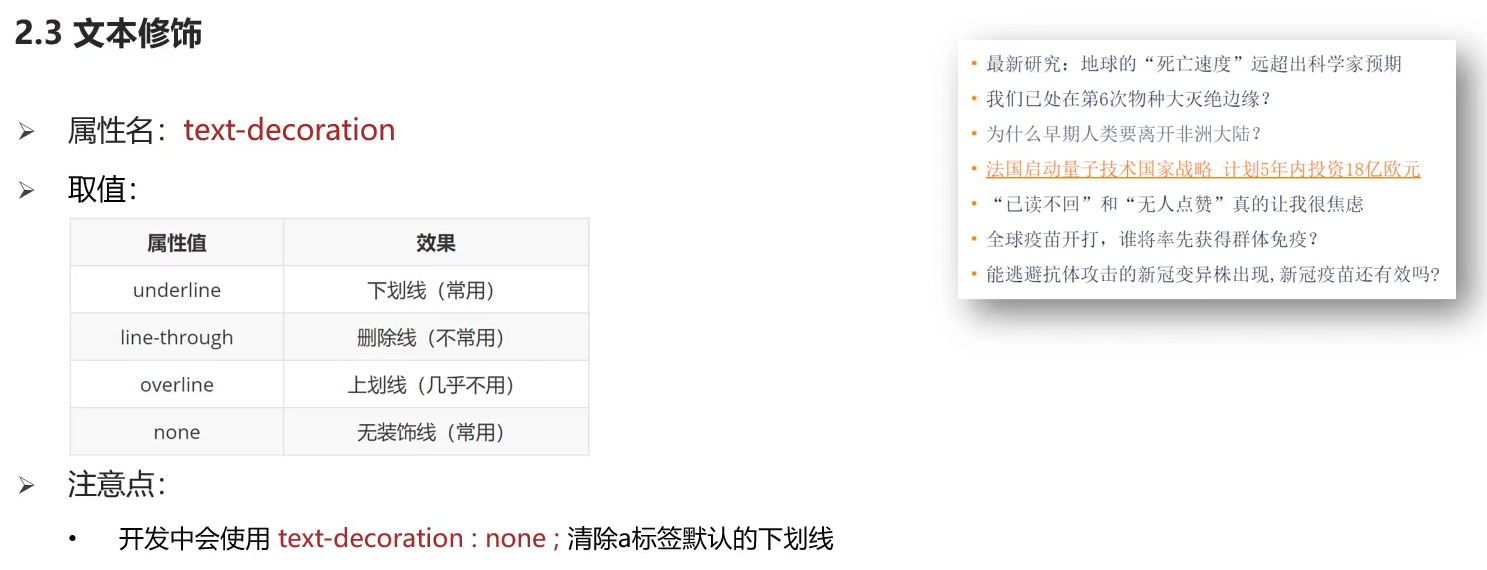 2.3 文本修饰
属性名：text-decoration
取值：
属性值 效果
underline 下划线（常用）
line-through 删除线（不常用）
overline 上划线（几乎不用）
none 无装饰线（常用）
注意点：
开发中会使用 text-decoration : none ; 清除a标签默认的下划线
最新研究：地球的“死亡速度”远超出科学家预期
我们已处在第6次物种大灭绝边缘？
为什么早期人类要离开非洲大陆？
法国启动量子技术国家战略 计划5年内投资18亿欧元
“已读不回”和“无人点赞”真的让我很焦虑
全球疫苗开打，谁将率先获得群体免疫？
能逃避抗体攻击的新冠变异株出现,新冠疫苗还有效吗?